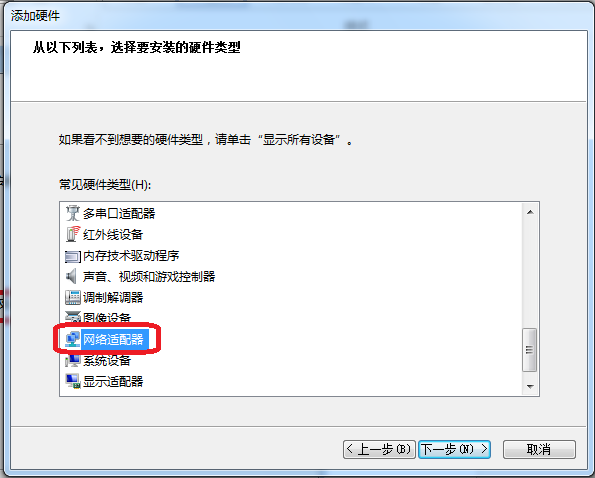 添加硬件
从以下列表，选择要安装的硬件类型
如果看不到想要的硬件类型，请单击“显示所有设备”。
常见硬件类型(H):
多串口适配器
红外线设备
内存技术驱动程序
声音、视频和游戏控制器
调制解调器
图像设备
网络适配器
系统设备
显示适配器
< 上一步(B) 下一步(N) > 取消